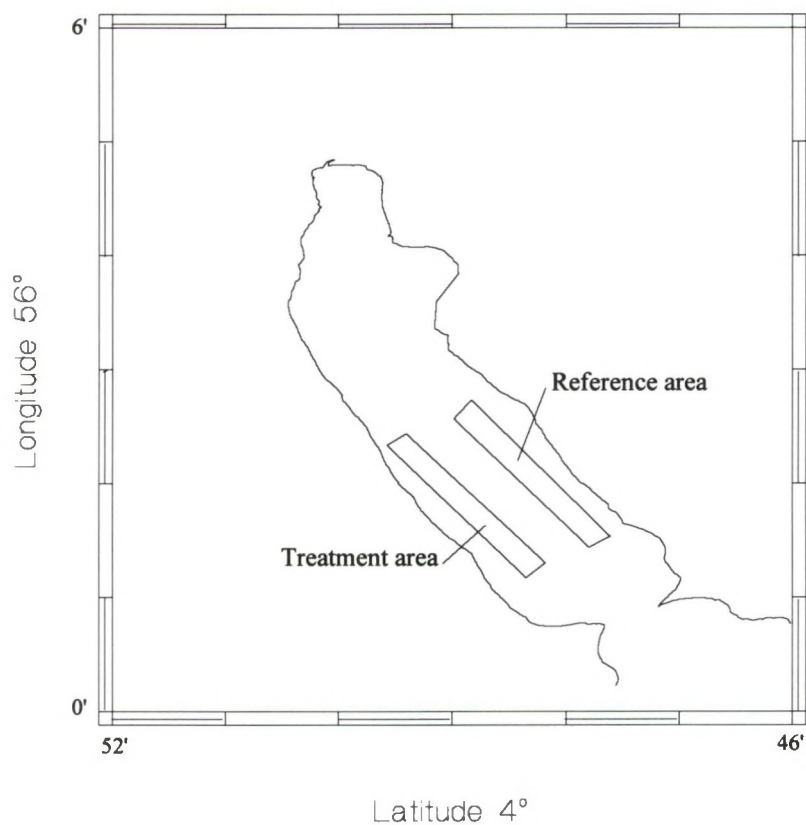 6'
Longitude 56°
Reference area
Treatment area
0'
52'
46'
Latitude 4°